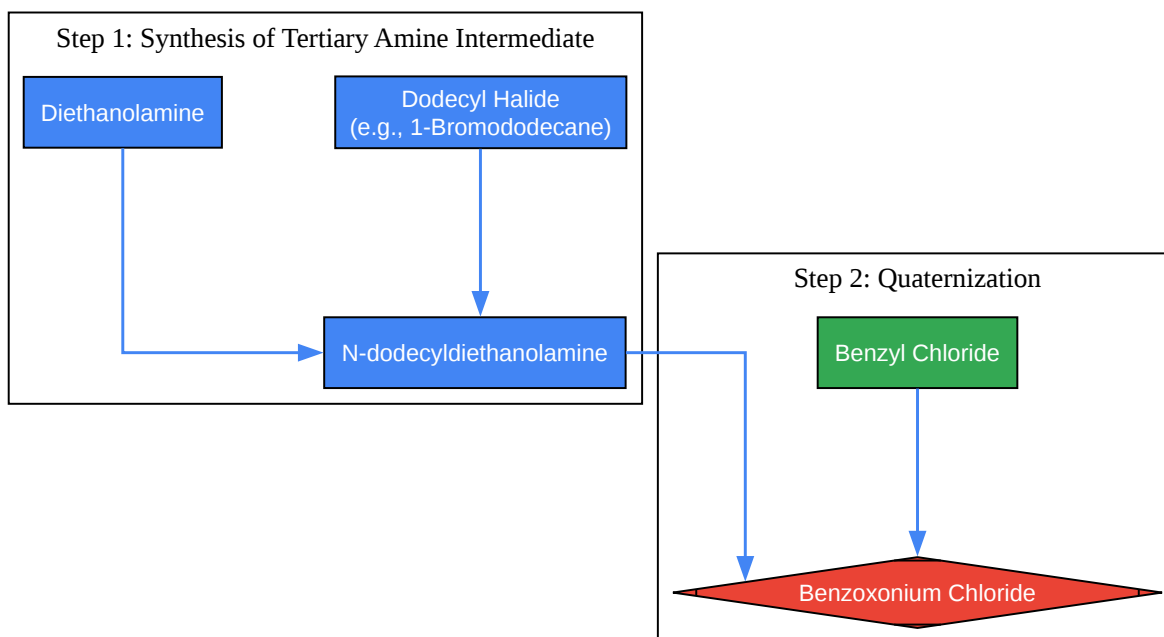 Step 1: Synthesis of Tertiary Amine Intermediate
Diethanolamine
Dodecyl Halide
(e.g., 1-Bromododecane)
N-dodecyldiethanolamine
Step 2: Quaternization
Benzyl Chloride
Benzoxonium Chloride